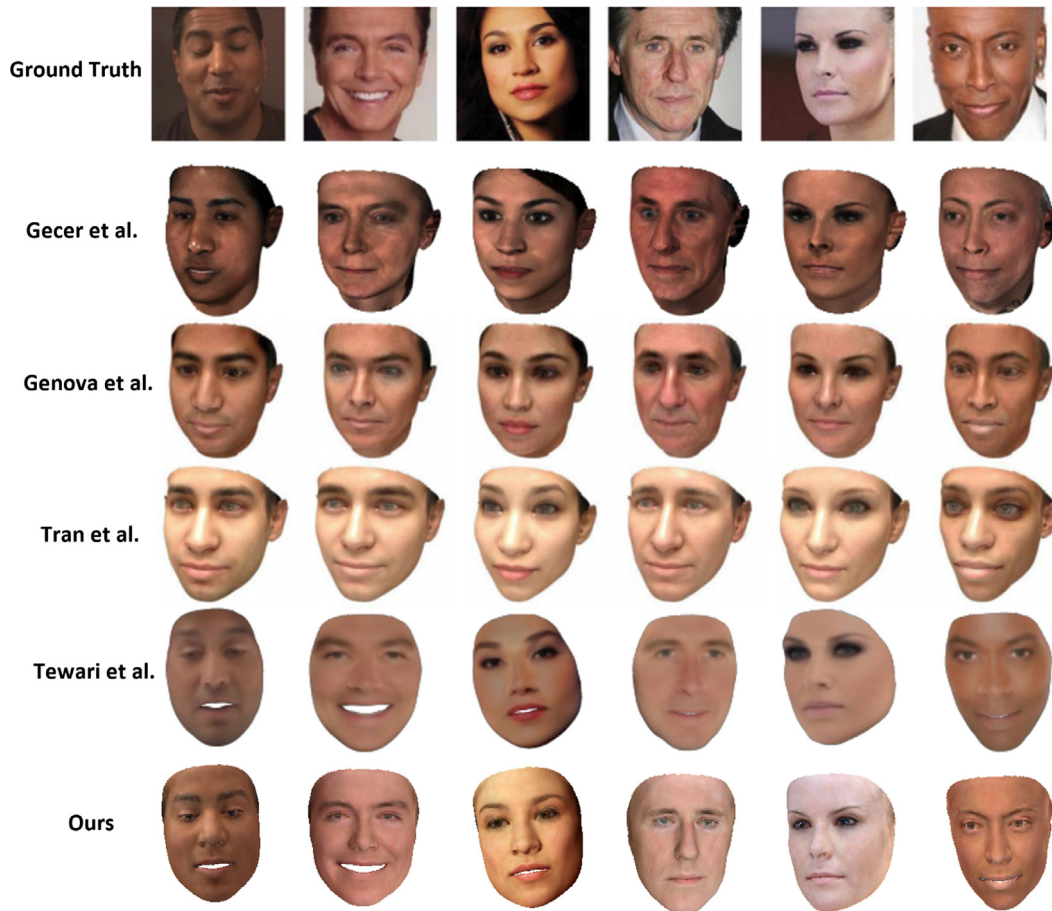 Ground Truth
Gecer et al.
Genova et al.
Tran et al.
Tewari et al.
Ours